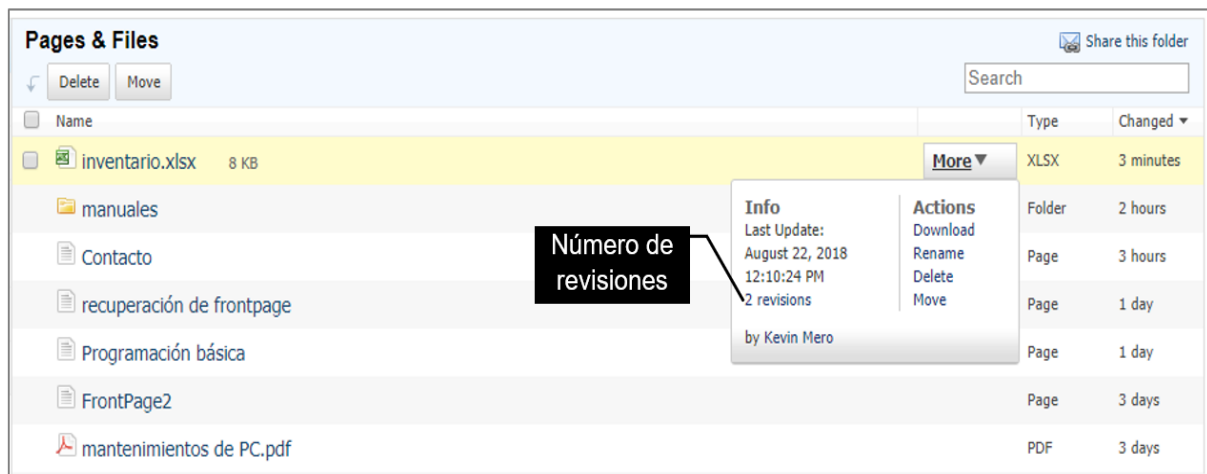 Pages & Files
Share this folder
Delete Move
Search
Name Type Changed ▼
inventario.xlsx 8 KB More▼ XLSX 3 minutes
manuales Folder 2 hours
Contacto Page 3 hours
recuperación de frontpage Page 1 day
Programación básica Page 1 day
FrontPage2 Page 3 days
mantenimientos de PC.pdf PDF 3 days
Info
Last Update:
August 22, 2018
12:10:24 PM
2 revisions
by Kevin Mero
Actions
Download
Rename
Delete
Move
Número de
revisiones